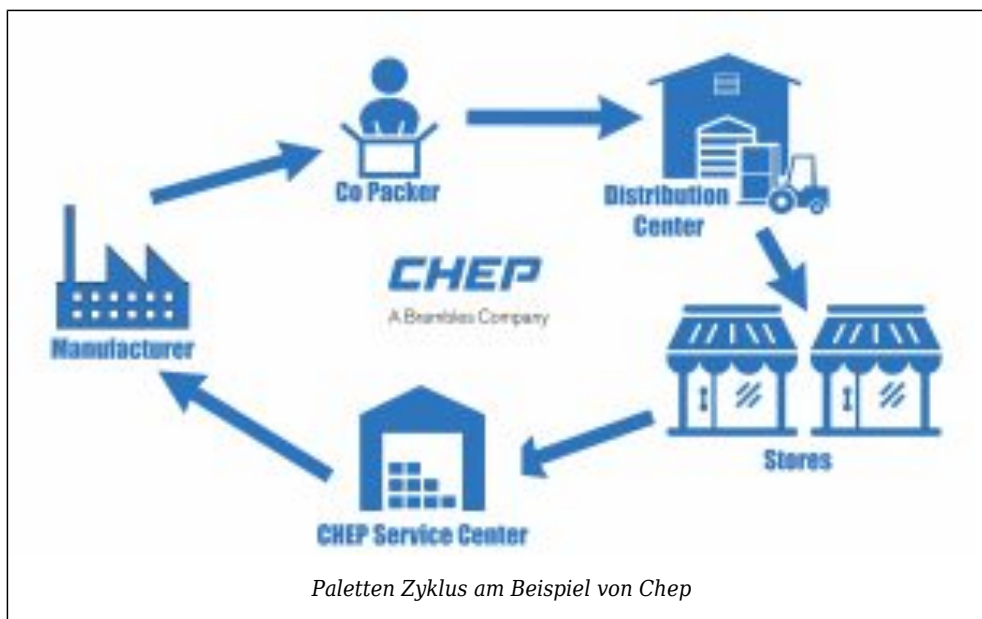 Co Packer
Distribution
Center
CHEP
A Brambles Company
Manufacturer
Stores
CHEP Service Center
Paletten Zyklus am Beispiel von Chep